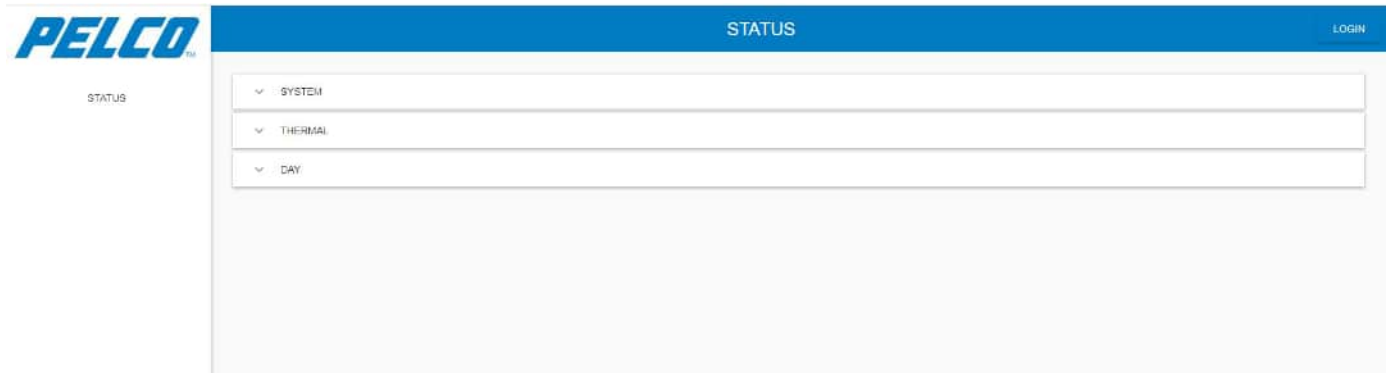 PELCO TM
STATUS
LOGIN
STATUS
SYSTEM
THERMAL
DAY